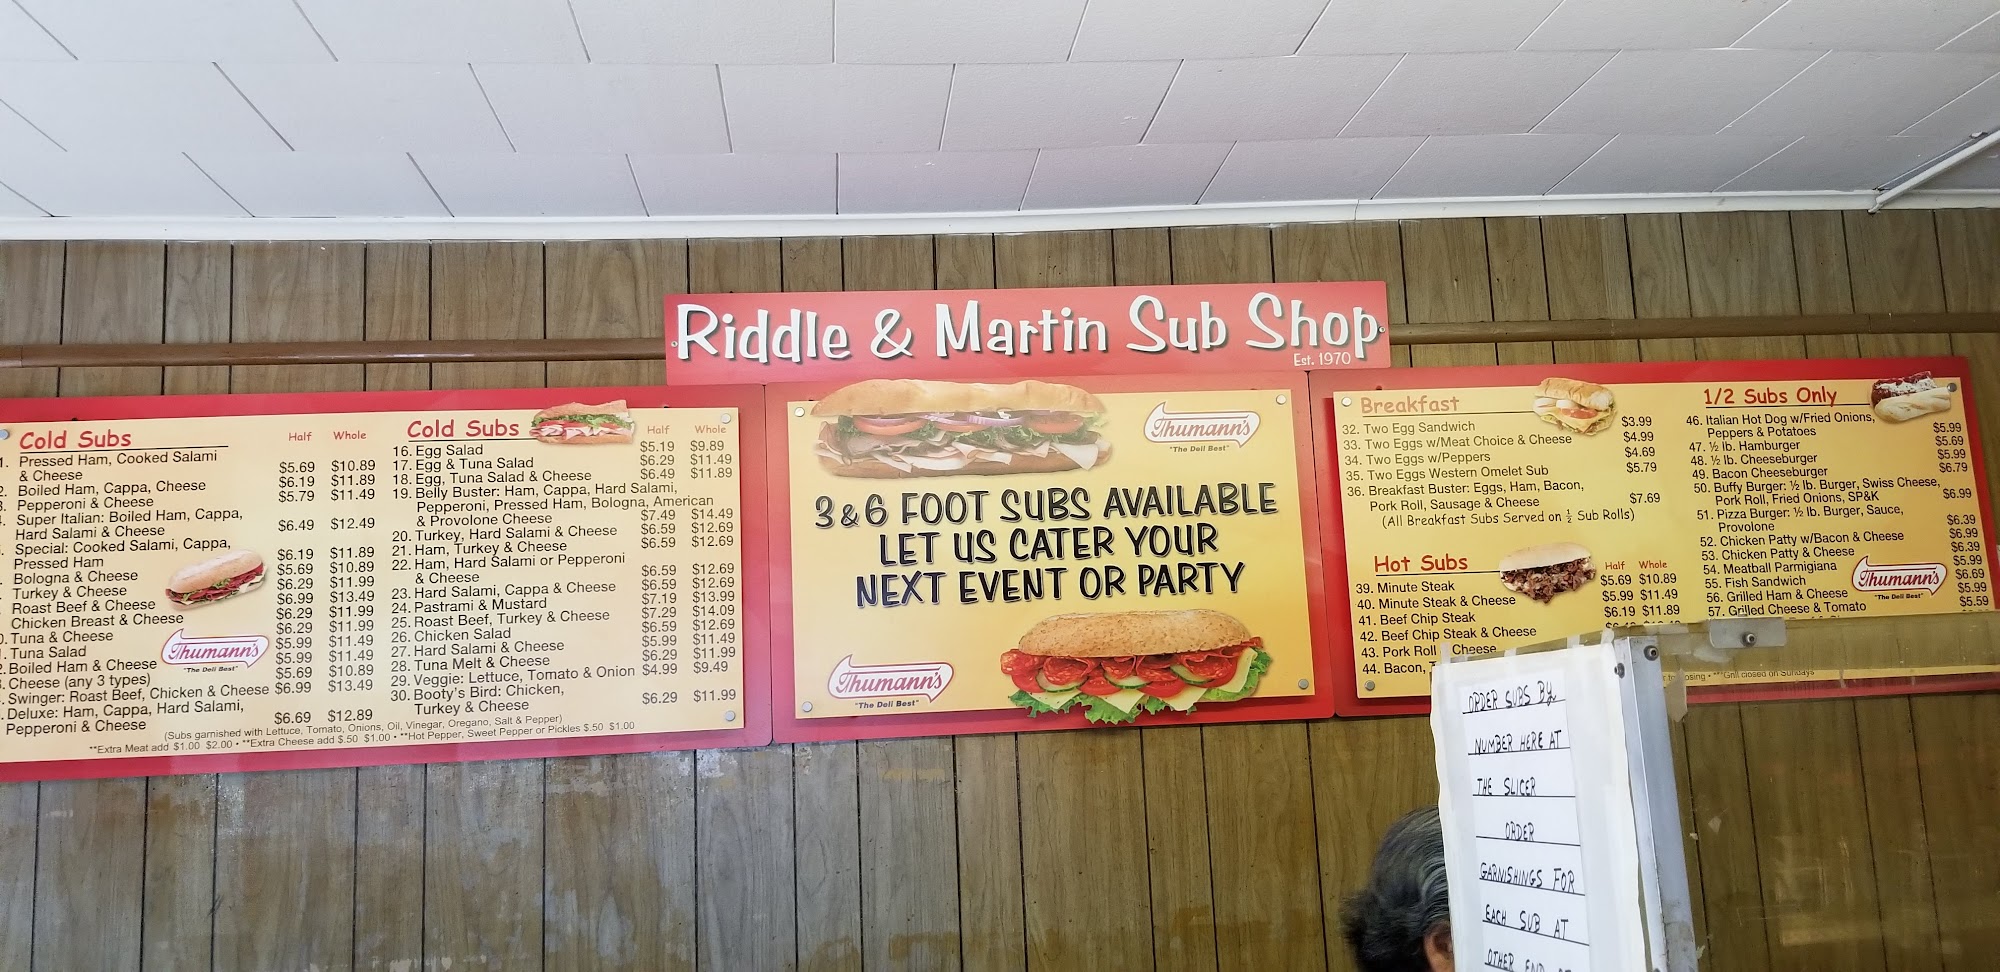 Riddle & Martin Sub Shop
Est. 1970
Cold Subs Half Whole
1. Pressed Ham, Cooked Salami
& Cheese $5.69 $10.89
Boiled Ham, Cappa, Cheese $6.19 $11.89
Pepperoni & Cheese $5.79 $11.49
Super Italian: Boiled Ham, Cappa,
Hard Salami & Cheese $6.49 $12.49
Special: Cooked Salami, Cappa,
Pressed Ham $6.19 $11.89
Bologna & Cheese $5.69 $10.89
Turkey & Cheese $6.29 $11.99
Roast Beef & Cheese $6.99 $13.49
Chicken Breast & Cheese $6.29 $11.99
Tuna & Cheese $6.29 $11.99
Tuna Salad $5.99 $11.49
Boiled Ham & Cheese $5.99 $11.49
Cheese (any 3 types) $5.69 $10.89
Swinger: Roast Beef, Chicken & Cheese $6.99 $13.49
Deluxe: Ham, Cappa, Hard Salami,
Pepperoni & Cheese $6.69 $12.89
Thumann's
"The Deli Best"
Cold Subs Half Whole
16. Egg Salad $5.19 $9.89
17. Egg & Tuna Salad $6.29 $11.49
18. Egg, Tuna Salad & Cheese $6.49 $11.89
19. Belly Buster: Ham, Cappa, Hard Salami,
Pepperoni, Pressed Ham, Bologna, American
& Provolone Cheese $7.49 $14.49
20. Turkey, Hard Salami & Cheese $6.59 $12.69
21. Ham, Turkey & Cheese $6.59 $12.69
22. Ham, Hard Salami or Pepperoni
& Cheese $6.59 $12.69
23. Hard Salami, Cappa & Cheese $6.59 $12.69
24. Pastrami & Mustard $7.19 $13.99
25. Roast Beef, Turkey & Cheese $7.29 $14.09
26. Chicken Salad $6.59 $12.69
27. Hard Salami & Cheese $5.99 $11.49
28. Tuna Melt & Cheese $6.29 $11.99
29. Veggie: Lettuce, Tomato & Onion $4.99 $9.49
30. Booty's Bird: Chicken,
Turkey & Cheese $6.29 $11.99
(Subs garnished with Lettuce, Tomato, Onions, Oil, Vinegar, Oregano, Salt & Pepper)
**Extra Meat add $1.00 $2.00 • **Extra Cheese add $.50 $1.00 • **Hot Pepper, Sweet Pepper or Pickles $.50 $1.00
Thumann's
"The Deli Best"
3 & 6 FOOT SUBS AVAILABLE
LET US CATER YOUR
NEXT EVENT OR PARTY
Thumann's
"The Deli Best"
Breakfast
32. Two Egg Sandwich $3.99
33. Two Eggs w/Meat Choice & Cheese $4.99
34. Two Eggs w/Peppers $4.69
35. Two Eggs Western Omelet Sub $5.79
36. Breakfast Buster: Eggs, Ham, Bacon,
Pork Roll, Sausage & Cheese $7.69
(All Breakfast Subs Served on ½ Sub Rolls)
Hot Subs Half Whole
39. Minute Steak $5.69 $10.89
40. Minute Steak & Cheese $5.99 $11.49
41. Beef Chip Steak $6.19 $11.89
42. Beef Chip Steak & Cheese
43. Pork Roll & Cheese
44. Bacon,
1/2 Subs Only
46. Italian Hot Dog w/Fried Onions,
Peppers & Potatoes $5.99
47. ½ lb. Hamburger $5.69
48. ½ lb. Cheeseburger $5.99
49. Bacon Cheeseburger $6.79
50. Buffy Burger: ½ lb. Burger, Swiss Cheese,
Pork Roll, Fried Onions, SP&K $6.99
51. Pizza Burger: ½ lb. Burger, Sauce,
Provolone $6.39
52. Chicken Patty w/Bacon & Cheese $6.99
53. Chicken Patty & Cheese $6.39
54. Meatball Parmigiana $5.99
55. Fish Sandwich $6.69
56. Grilled Ham & Cheese $5.99
57. Grilled Cheese & Tomato $5.59
Thumann's
"The Deli Best"
Grill closed on Sundays
ORDER SUBS BY
NUMBER HERE AT
THE SLICER
ORDER
GARNISHINGS FOR
EACH SUB AT
OTHER END